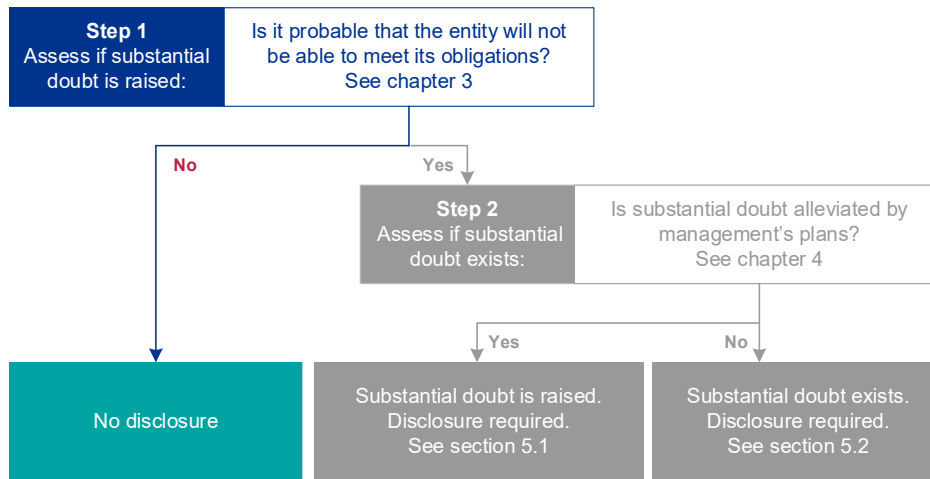 Step 1
Assess if substantial
doubt is raised:
Is it probable that the entity will not
be able to meet its obligations?
See chapter 3
No
Yes
Step 2
Assess if substantial
doubt exists:
Is substantial doubt alleviated by
management’s plans?
See chapter 4
Yes
No
No disclosure
Substantial doubt is raised.
Disclosure required.
See section 5.1
Substantial doubt exists.
Disclosure required.
See section 5.2